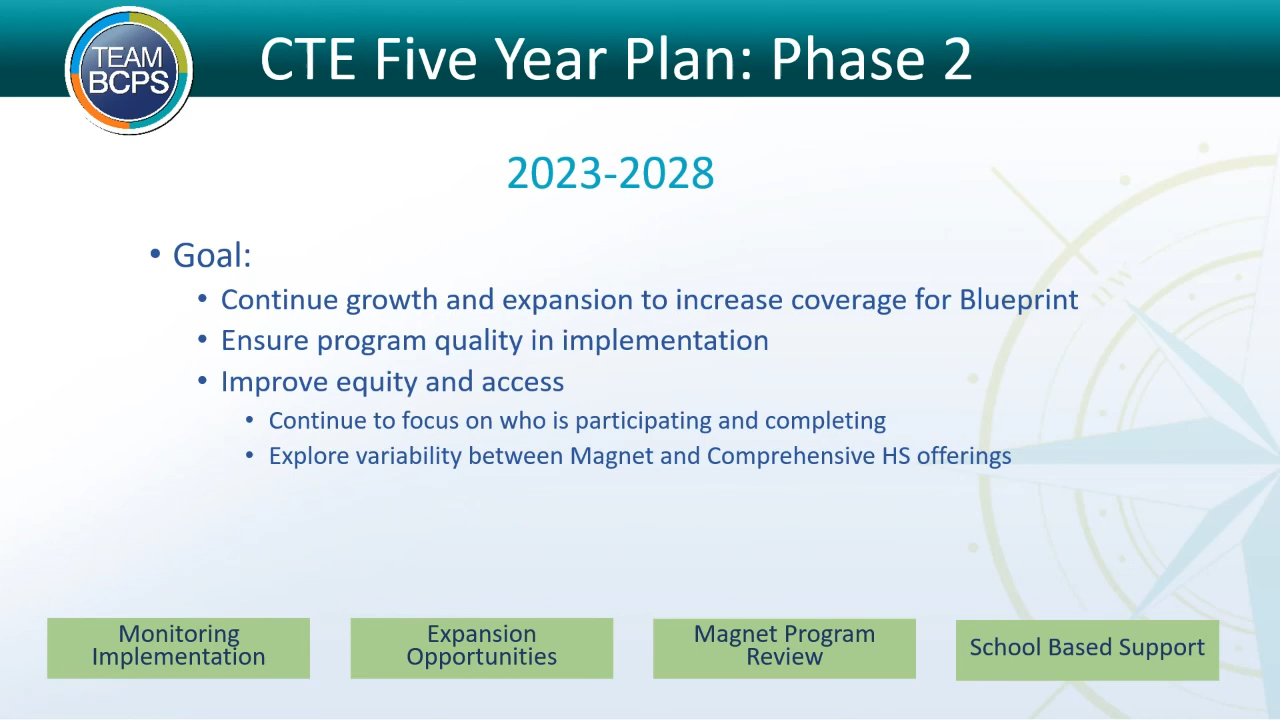 TEAM
BCPS
CTE Five Year Plan: Phase 2
2023-2028
• Goal:
• Continue growth and expansion to increase coverage for Blueprint
• Ensure program quality in implementation
• Improve equity and access
• Continue to focus on who is participating and completing
• Explore variability between Magnet and Comprehensive HS offerings
NW
Monitoring
Implementation
Expansion
Opportunities
Magnet Program
Review
School Based Support